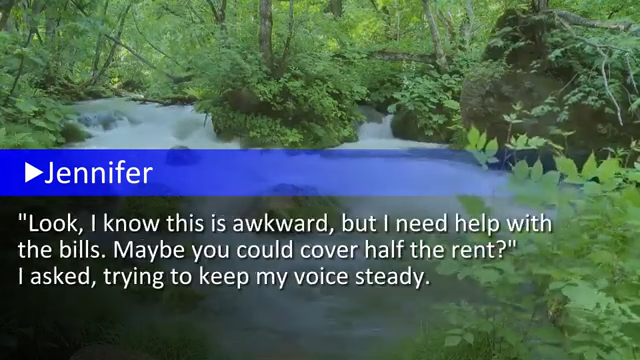 ▶Jennifer
"Look, I know this is awkward, but I need help with
the bills. Maybe you could cover half the rent?"
I asked, trying to keep my voice steady.